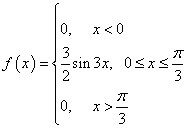 f(x) = { 0, x < 0
3/2 sin 3x, 0 ≤ x ≤ π/3
0, x > π/3